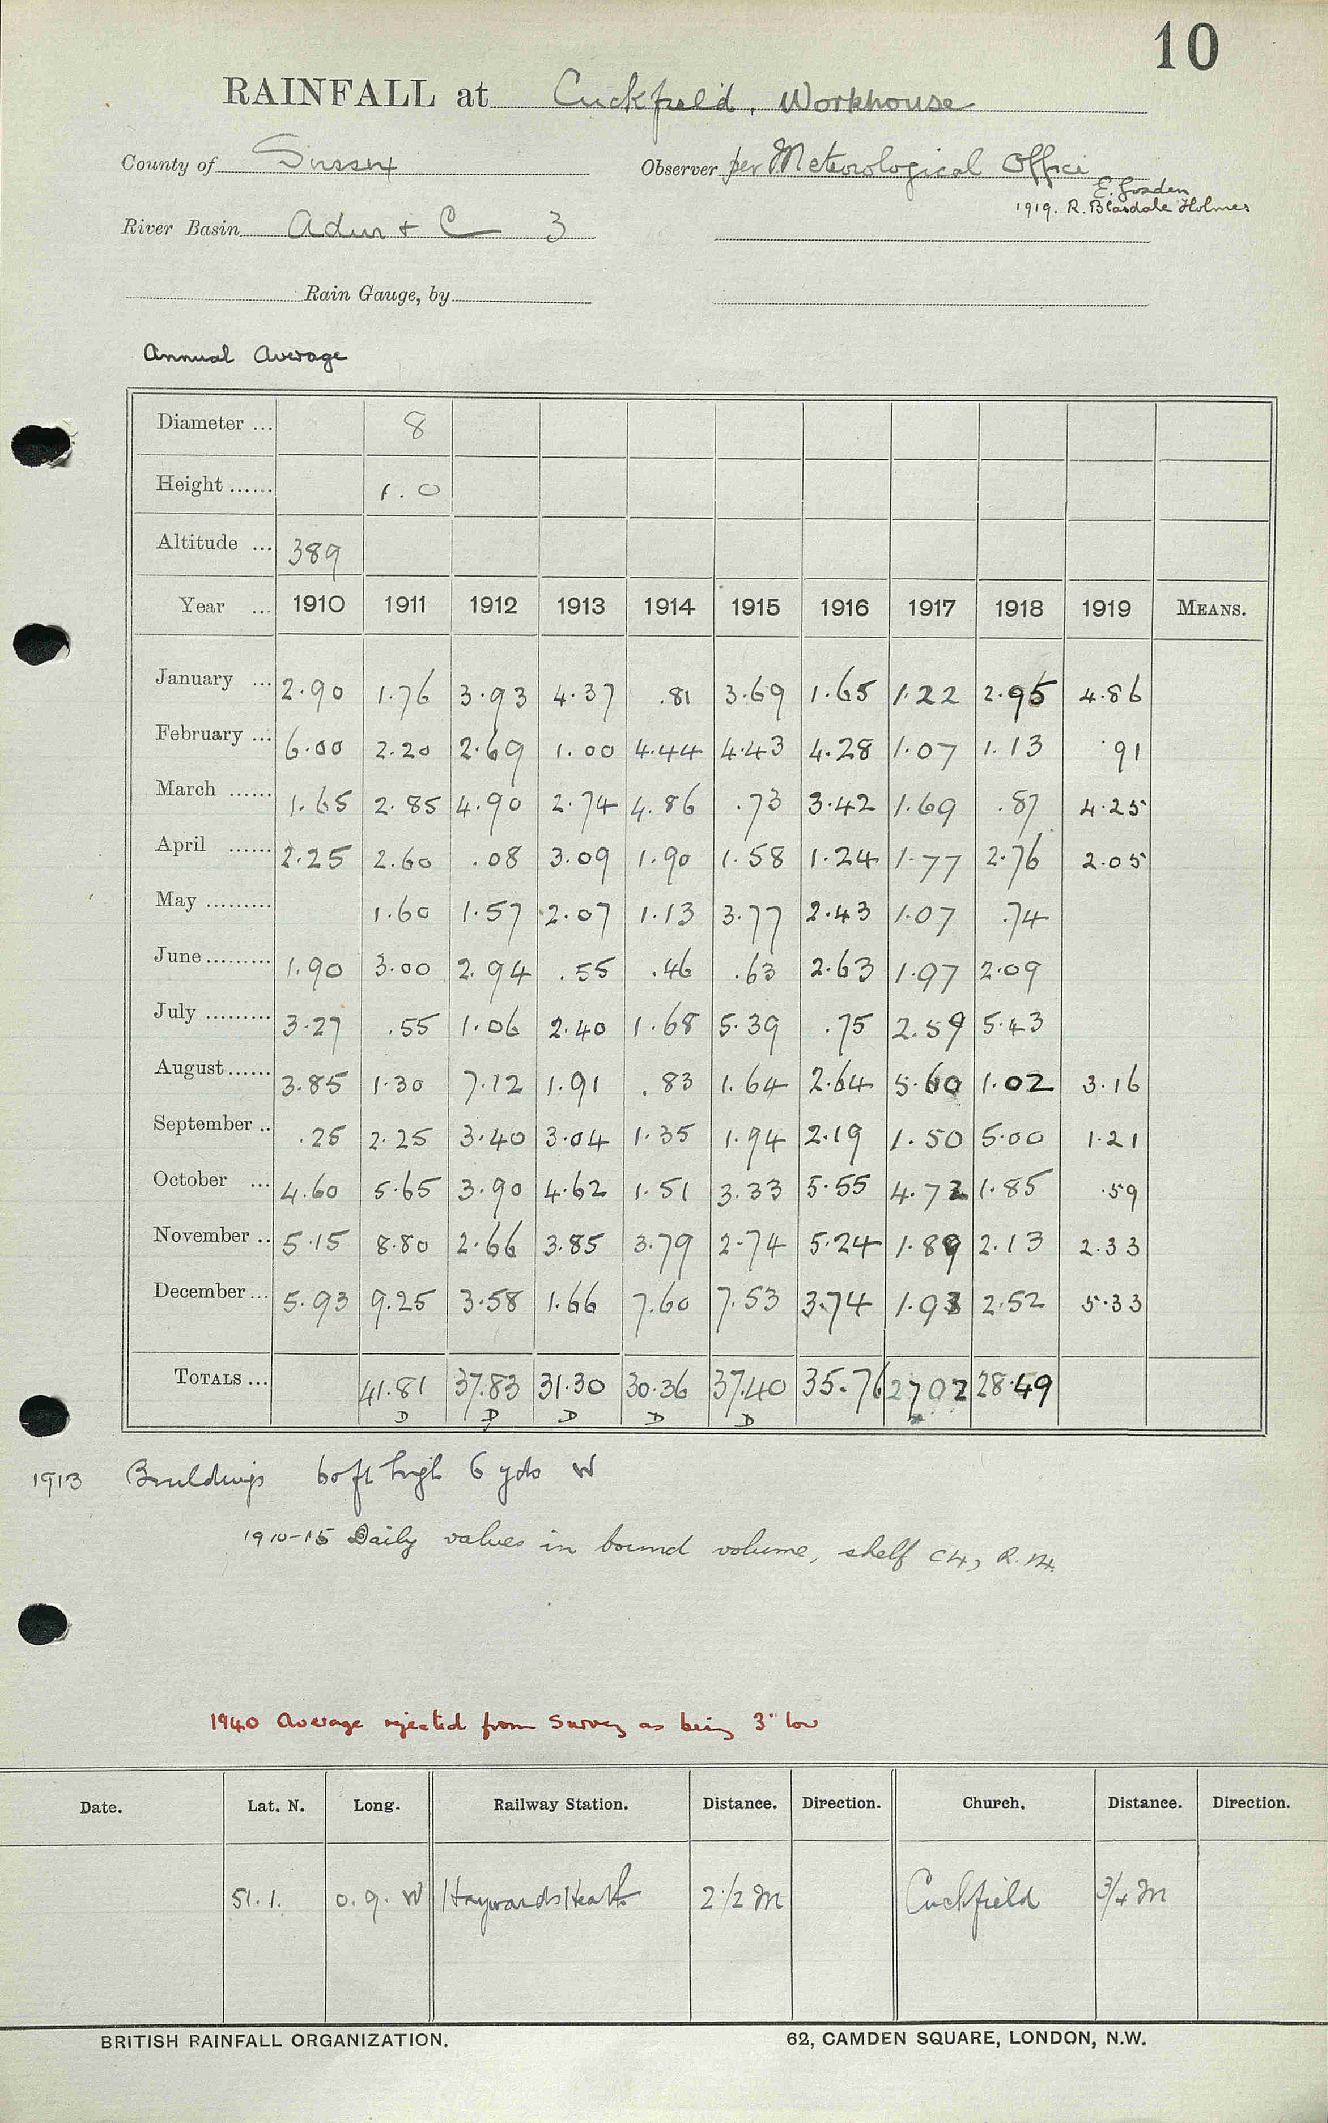 10
RAINFALL at Cuckfield, Workhouse
County of Sussex Observer per Meteorological Office
E. Gosden
1919. R. Blasdale Holmes
River Basin Adur + C 3
Rain Gauge, by
Annual Average
Diameter ... 8
Height ...... 1.0
Altitude ... 389
Year ... 1910 1911 1912 1913 1914 1915 1916 1917 1918 1919 MEANS.
January ... 2.90 1.76 3.93 4.37 .81 3.69 1.65 1.22 2.95 4.86
February ... 6.00 2.20 2.69 1.00 4.44 4.43 4.28 1.07 1.13 .91
March ...... 1.65 2.85 4.90 2.74 4.86 .73 3.42 1.69 .87 4.25
April ...... 2.25 2.60 .08 3.09 1.90 1.58 1.24 1.77 2.76 2.05
May ......... 1.60 1.57 2.07 1.13 3.77 2.43 1.07 .74
June ......... 1.90 3.00 2.94 .55 .46 .63 2.63 1.97 2.09
July ......... 3.27 .55 1.06 2.40 1.68 5.39 .75 2.59 5.43
August ...... 3.85 1.30 7.12 1.91 .83 1.64 2.64 5.60 1.02 3.16
September .. .25 2.25 3.40 3.04 1.35 1.94 2.19 1.50 5.00 1.21
October ... 4.60 5.65 3.90 4.62 1.51 3.33 5.55 4.72 1.85 .59
November .. 5.15 8.80 2.66 3.85 3.79 2.74 5.24 1.89 2.13 2.33
December ... 5.93 9.25 3.58 1.66 7.60 7.53 3.74 1.93 2.52 5.33
TOTALS ... 41.81 37.83 31.30 30.36 37.40 35.76 27.02 28.49
D D D D D
1913 Buildings 60ft high 6 yds W
1910-15 Daily values in bound volume, shelf C4, R.
1940 Average rejected from Survey as being 3" low
Date. Lat. N. Long. Railway Station. Distance. Direction. Church. Distance. Direction.
51.1. 0.9. W Haywards Heath 2 1/2 M Cuckfield 3/4 M
BRITISH RAINFALL ORGANIZATION. 62, CAMDEN SQUARE, LONDON, N.W.